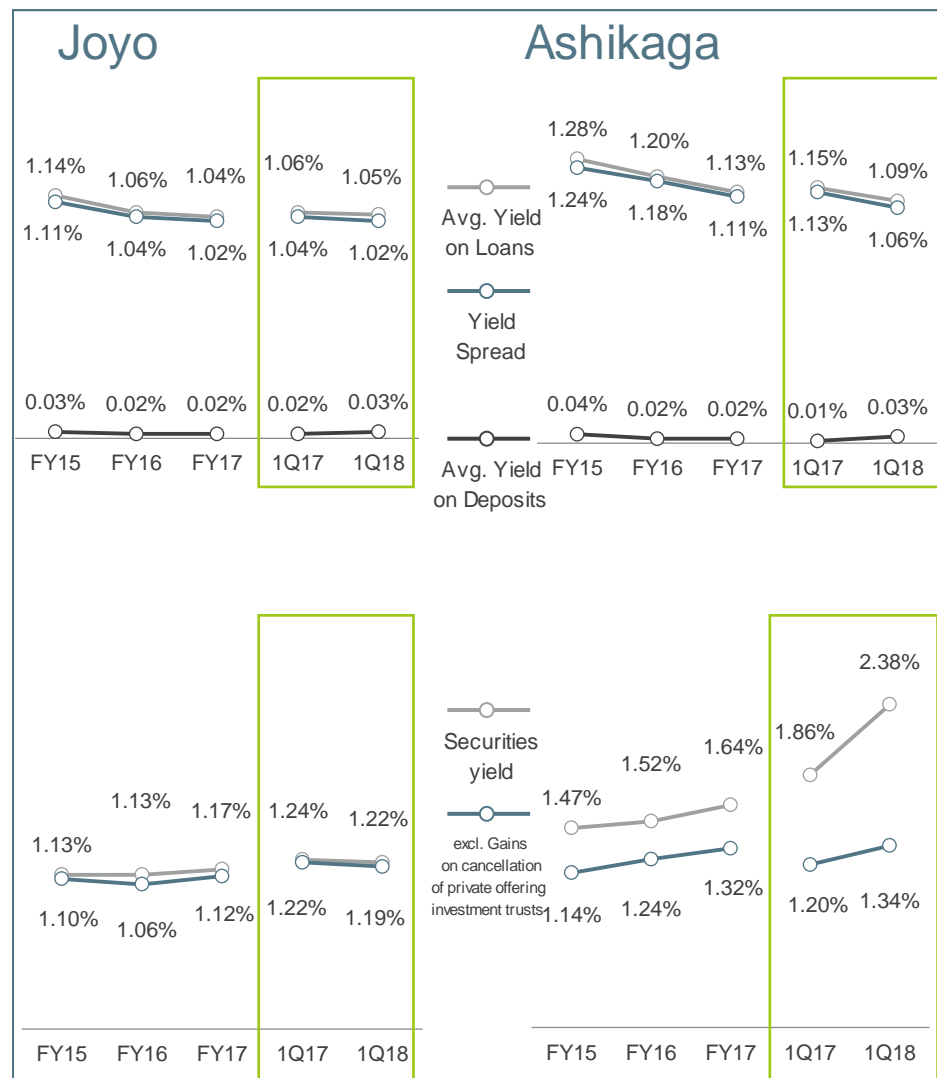 Joyo
Ashikaga
1.14%
1.06%
1.04%
1.06%
1.05%
1.11%
1.04%
1.02%
1.04%
1.02%
0.03%
0.02%
0.02%
0.02%
0.03%
FY15
FY16
FY17
1Q17
1Q18
Avg. Yield
on Loans
Yield
Spread
Avg. Yield
on Deposits
1.28%
1.20%
1.13%
1.15%
1.09%
1.24%
1.18%
1.11%
1.13%
1.06%
0.04%
0.02%
0.02%
0.01%
0.03%
FY15
FY16
FY17
1Q17
1Q18
1.13%
1.13%
1.17%
1.24%
1.22%
1.10%
1.06%
1.12%
1.22%
1.19%
FY15
FY16
FY17
1Q17
1Q18
Securities
yield
excl. Gains
on cancellation
of private offering
investment trusts
1.47%
1.52%
1.64%
1.86%
2.38%
1.14%
1.24%
1.32%
1.20%
1.34%
FY15
FY16
FY17
1Q17
1Q18